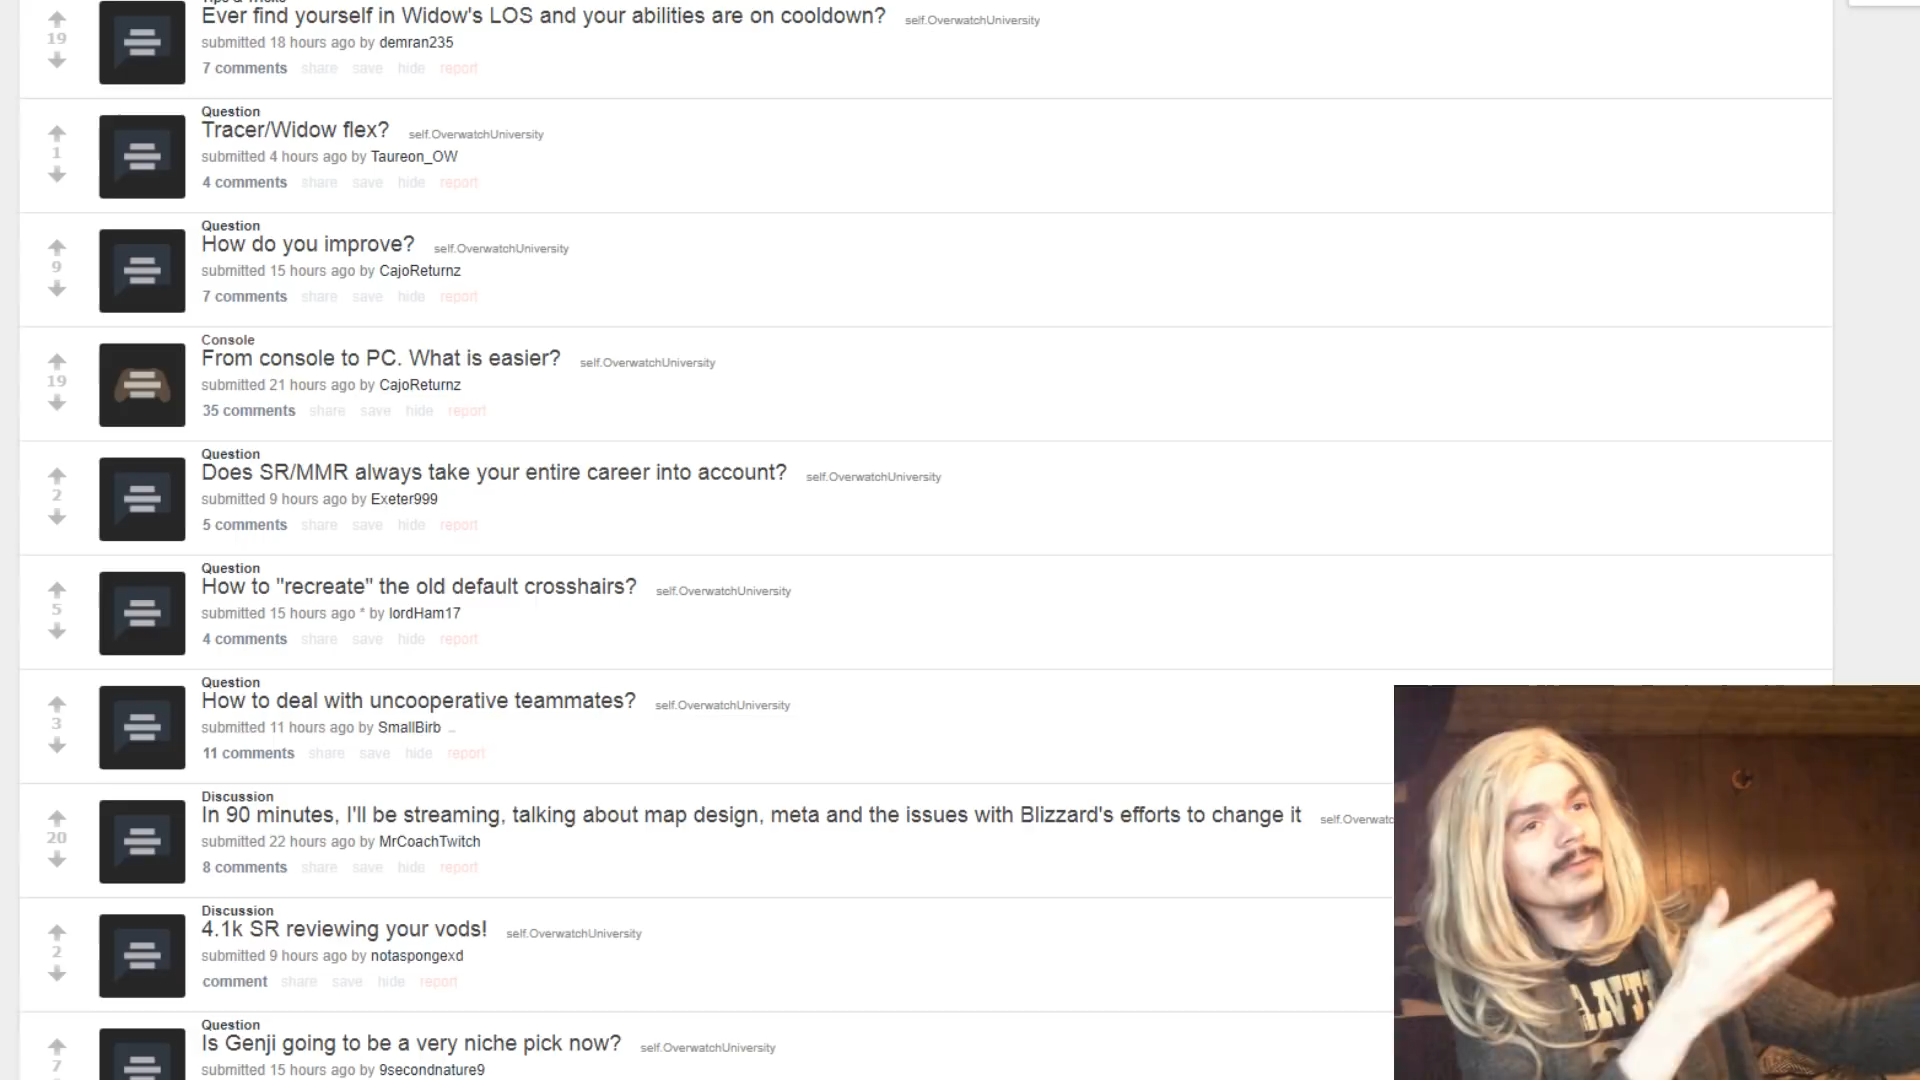 Ever find yourself in Widow's LOS and your abilities are on cooldown? self.OverwatchUniversity
19
submitted 18 hours ago by demran235
7 comments share save hide report
Question
Tracer/Widow flex? self.OverwatchUniversity
1
submitted 4 hours ago by Taureon_OW
4 comments share save hide report
Question
How do you improve? self.OverwatchUniversity
9
submitted 15 hours ago by CajoReturnz
7 comments share save hide report
Console
From console to PC. What is easier? self.OverwatchUniversity
19
submitted 21 hours ago by CajoReturnz
35 comments share save hide report
Question
Does SR/MMR always take your entire career into account? self.OverwatchUniversity
2
submitted 9 hours ago by Exeter999
5 comments share save hide report
Question
How to "recreate" the old default crosshairs? self.OverwatchUniversity
5
submitted 15 hours ago * by lordHam17
4 comments share save hide report
Question
How to deal with uncooperative teammates? self.OverwatchUniversity
3
submitted 11 hours ago by SmallBirb
11 comments share save hide report
Discussion
In 90 minutes, I'll be streaming, talking about map design, meta and the issues with Blizzard's efforts to change it self.Overwatc
20
submitted 22 hours ago by MrCoachTwitch
8 comments share save hide report
Discussion
4.1k SR reviewing your vods! self.OverwatchUniversity
2
submitted 9 hours ago by notaspongexd
comment share save hide report
Question
Is Genji going to be a very niche pick now? self.OverwatchUniversity
7
submitted 15 hours ago by 9secondnature9